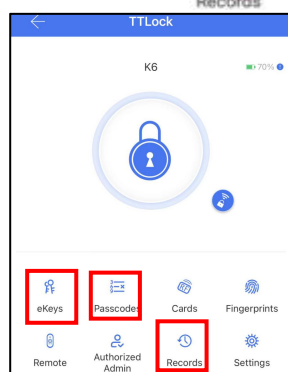 Records
TTLock
K6
70%
eKeys
Passcodes
Cards
Fingerprints
Remote
Authorized
Admin
Records
Settings